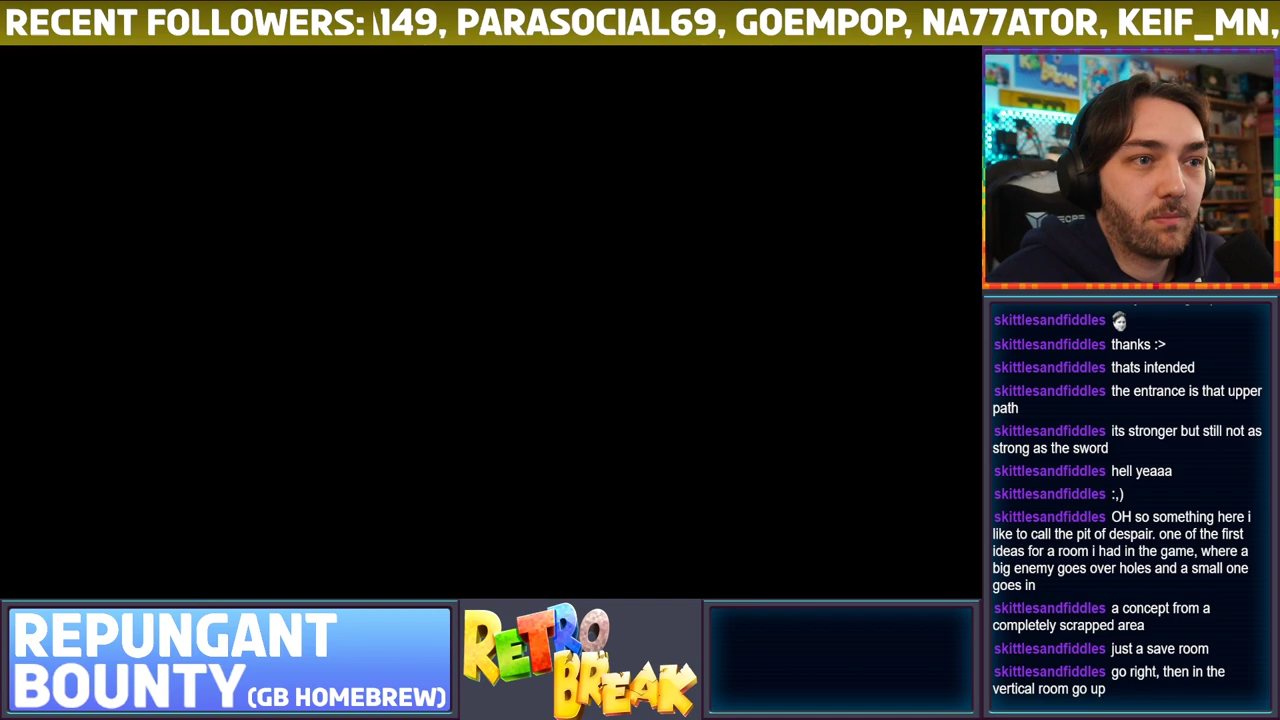 RECENT FOLLOWERS: 149, PARASOCIAL69, GOEMPOP, NA77ATOR, KEIF_MN,
skittlesandfiddles
skittlesandfiddles thanks :>
skittlesandfiddles thats intended
skittlesandfiddles the entrance is that upper
path
skittlesandfiddles its stronger but still not as
strong as the sword
skittlesandfiddles hell yeaaa
skittlesandfiddles :,)
skittlesandfiddles OH so something here i
like to call the pit of despair. one of the first
ideas for a room i had in the game, where a
big enemy goes over holes and a small one
goes in
skittlesandfiddles a concept from a
completely scrapped area
skittlesandfiddles just a save room
skittlesandfiddles go right, then in the
vertical room go up
REPUNGANT
BOUNTY (GB HOMEBREW)
RETRO
BREAK